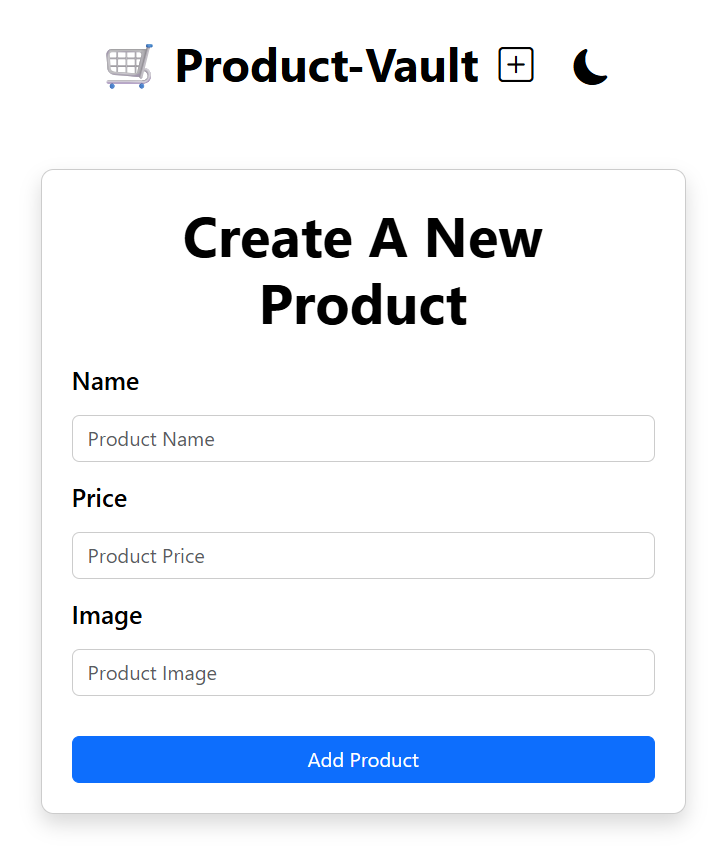 Product-Vault
Create A New
Product
Name
Product Name
Price
Product Price
Image
Product Image
Add Product